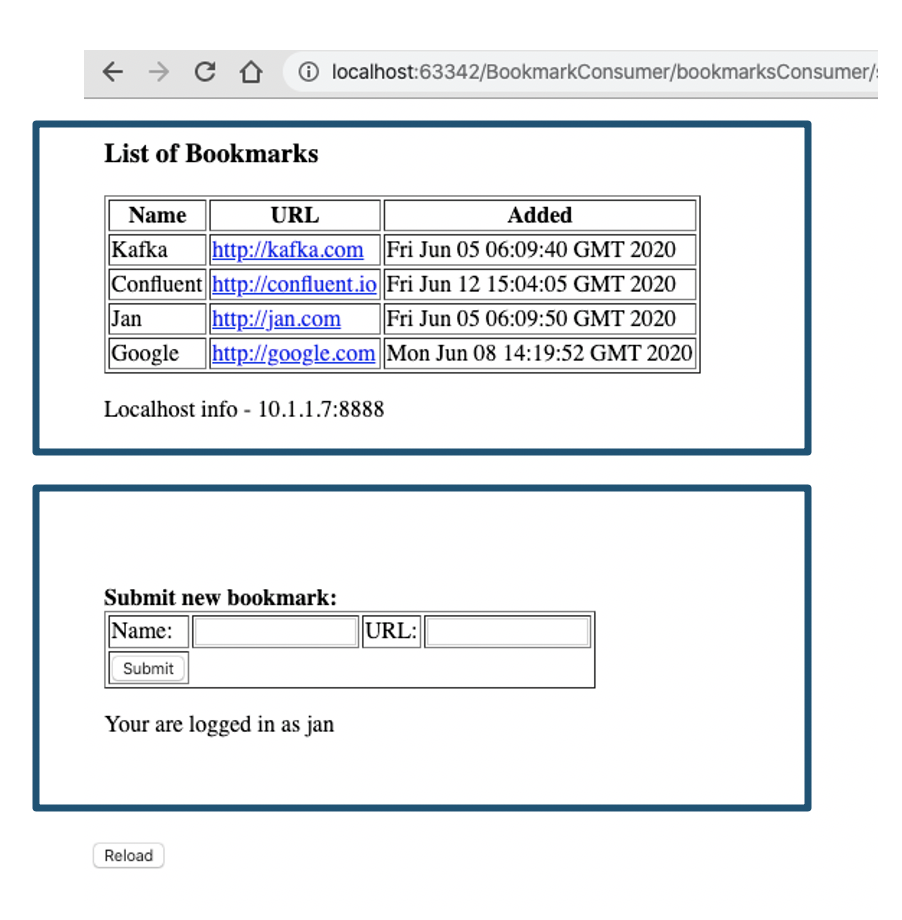 localhost:63342/BookmarkConsumer/bookmarksConsumer/
List of Bookmarks
Name URL Added
Kafka http://kafka.com Fri Jun 05 06:09:40 GMT 2020
Confluent http://confluent.io Fri Jun 12 15:04:05 GMT 2020
Jan http://jan.com Fri Jun 05 06:09:50 GMT 2020
Google http://google.com Mon Jun 08 14:19:52 GMT 2020
Localhost info - 10.1.1.7:8888
Submit new bookmark:
Name: URL:
Submit
Your are logged in as jan
Reload